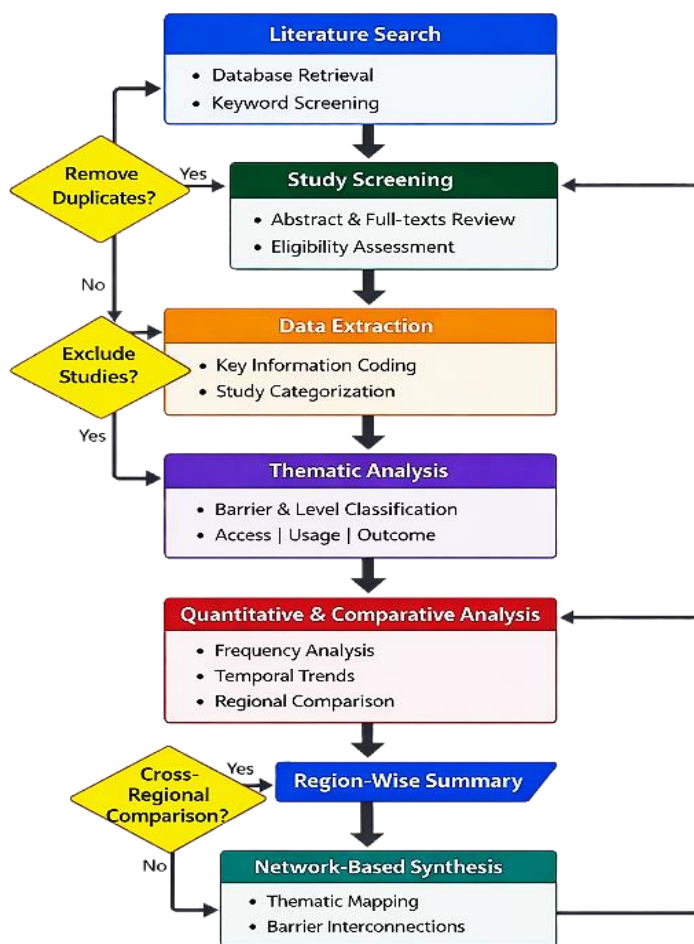 Literature Search
• Database Retrieval
• Keyword Screening
Remove
Duplicates?
Yes
Study Screening
• Abstract & Full-texts Review
• Eligibility Assessment
No
Data Extraction
Exclude
Studies?
• Key Information Coding
• Study Categorization
Yes
Thematic Analysis
• Barrier & Level Classification
• Access | Usage | Outcome
Quantitative & Comparative Analysis
• Frequency Analysis
• Temporal Trends
• Regional Comparison
Cross-
Regional
Comparison?
Yes
Region-Wise Summary
No
Network-Based Synthesis
• Thematic Mapping
• Barrier Interconnections